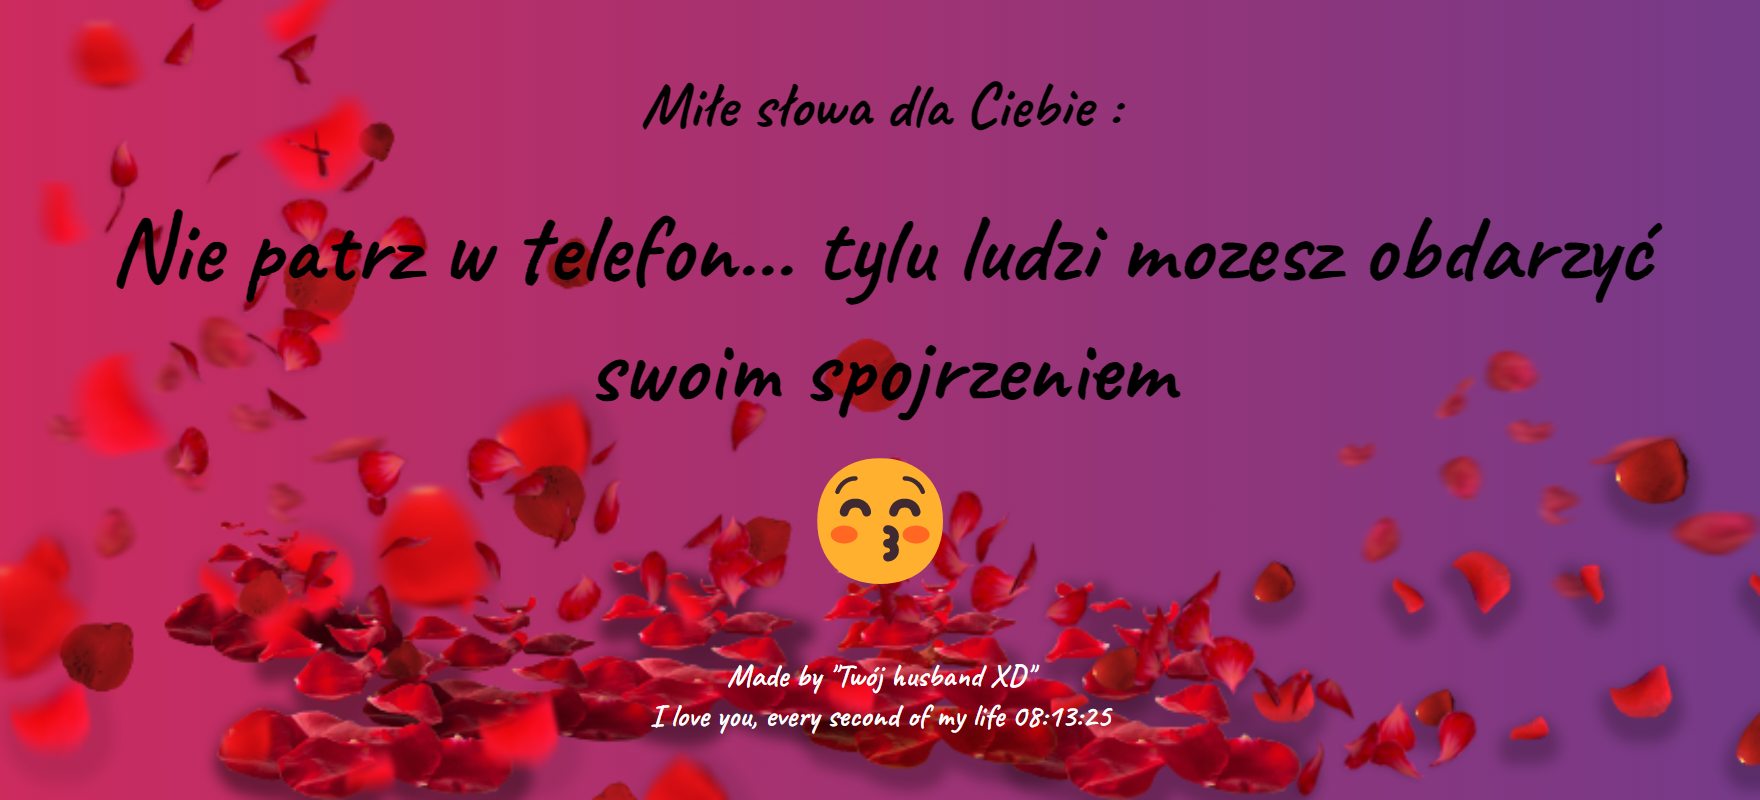 Miłe słowa dla Ciebie :
Nie patrz w telefon... tylu ludzi mozesz obdarzyć
swoim spojrzeniem
Made by "Twój husband XD"
I love you, every second of my life 08:13:25